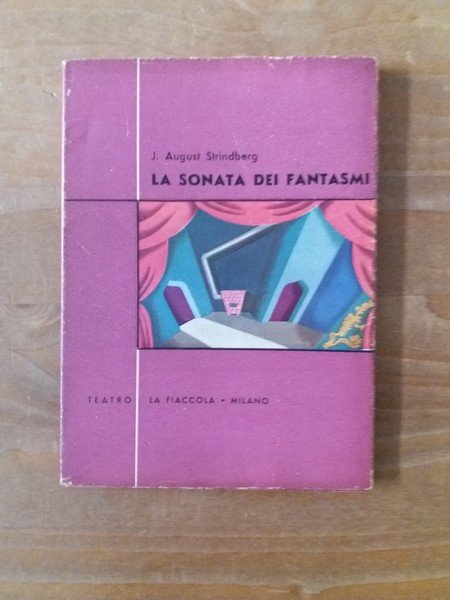 J. August Strindberg
LA SONATA DEI FANTASMI
TEATRO LA FIACCOLA • MILANO